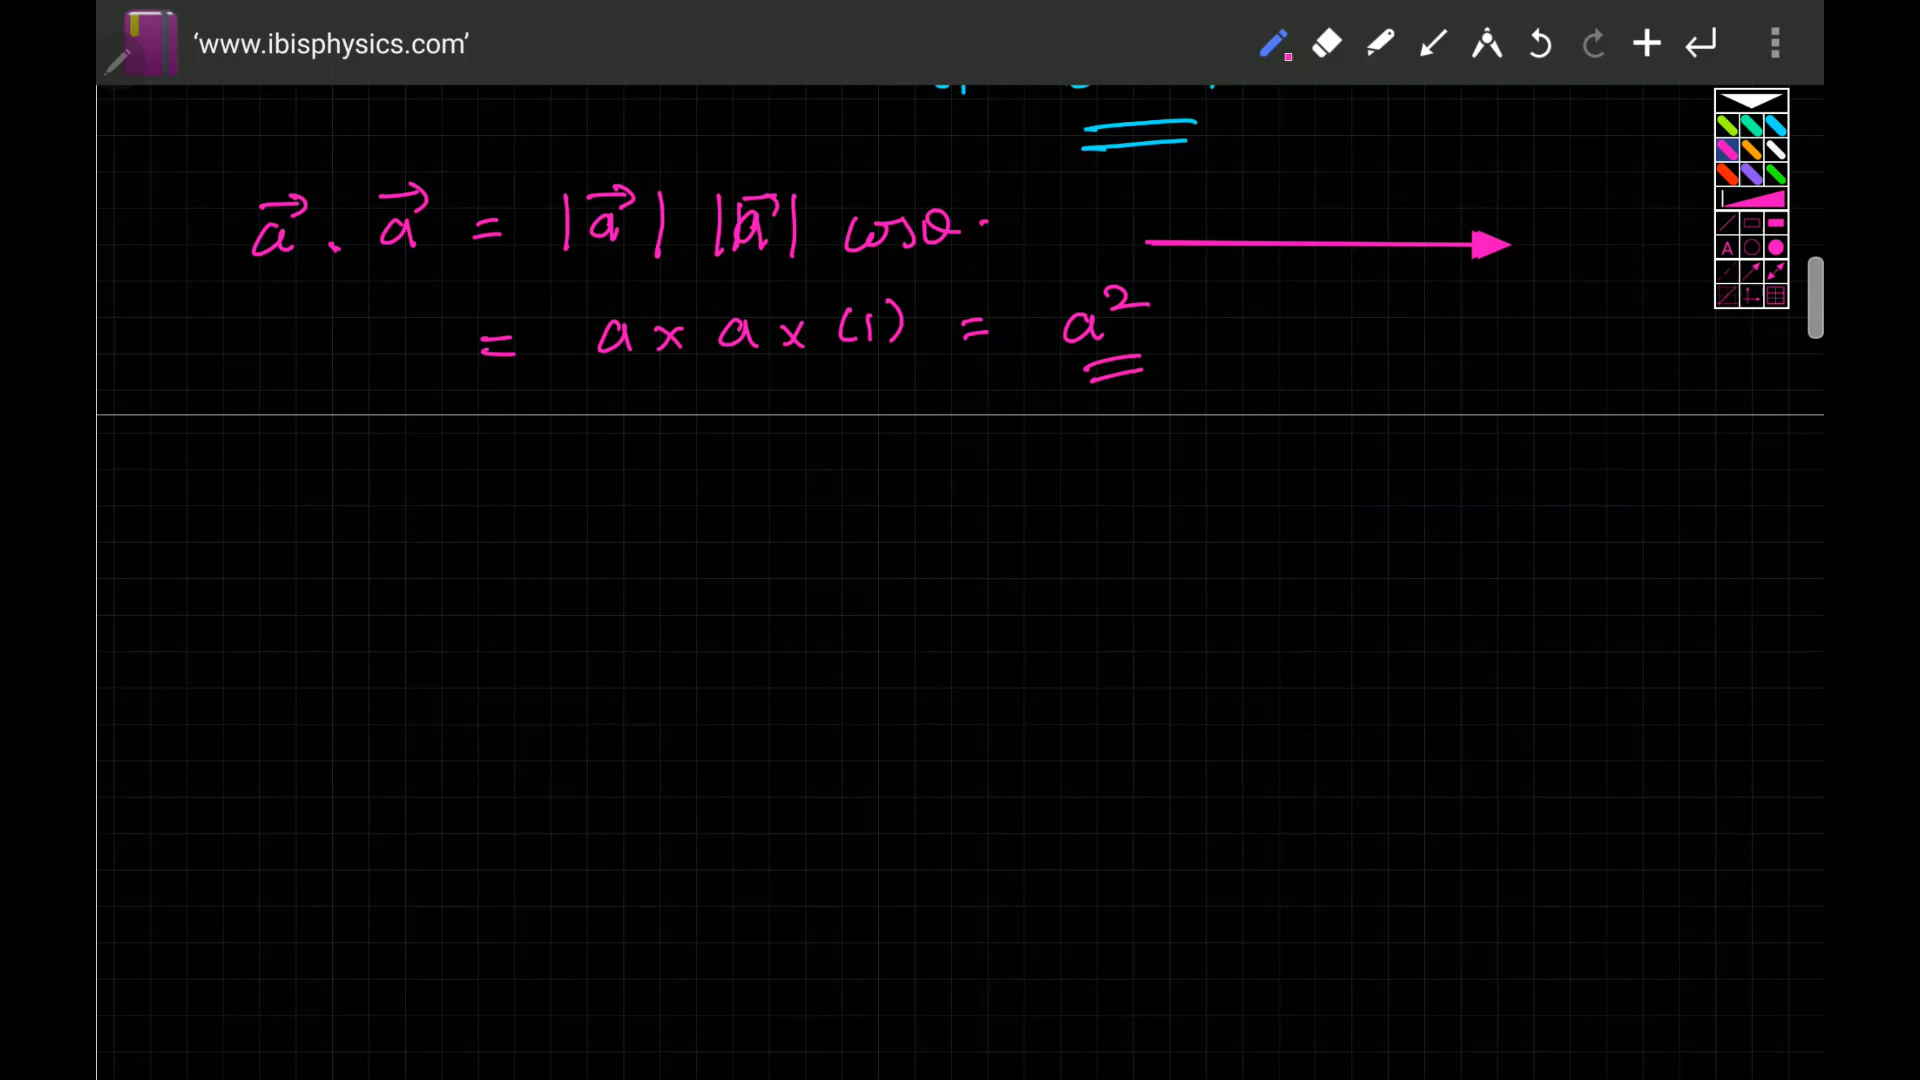 ‘www.ibisphysics.com’
a⃗ . a⃗ = |a⃗| |a⃗| cosθ.
= a x a x (1) = a²
A